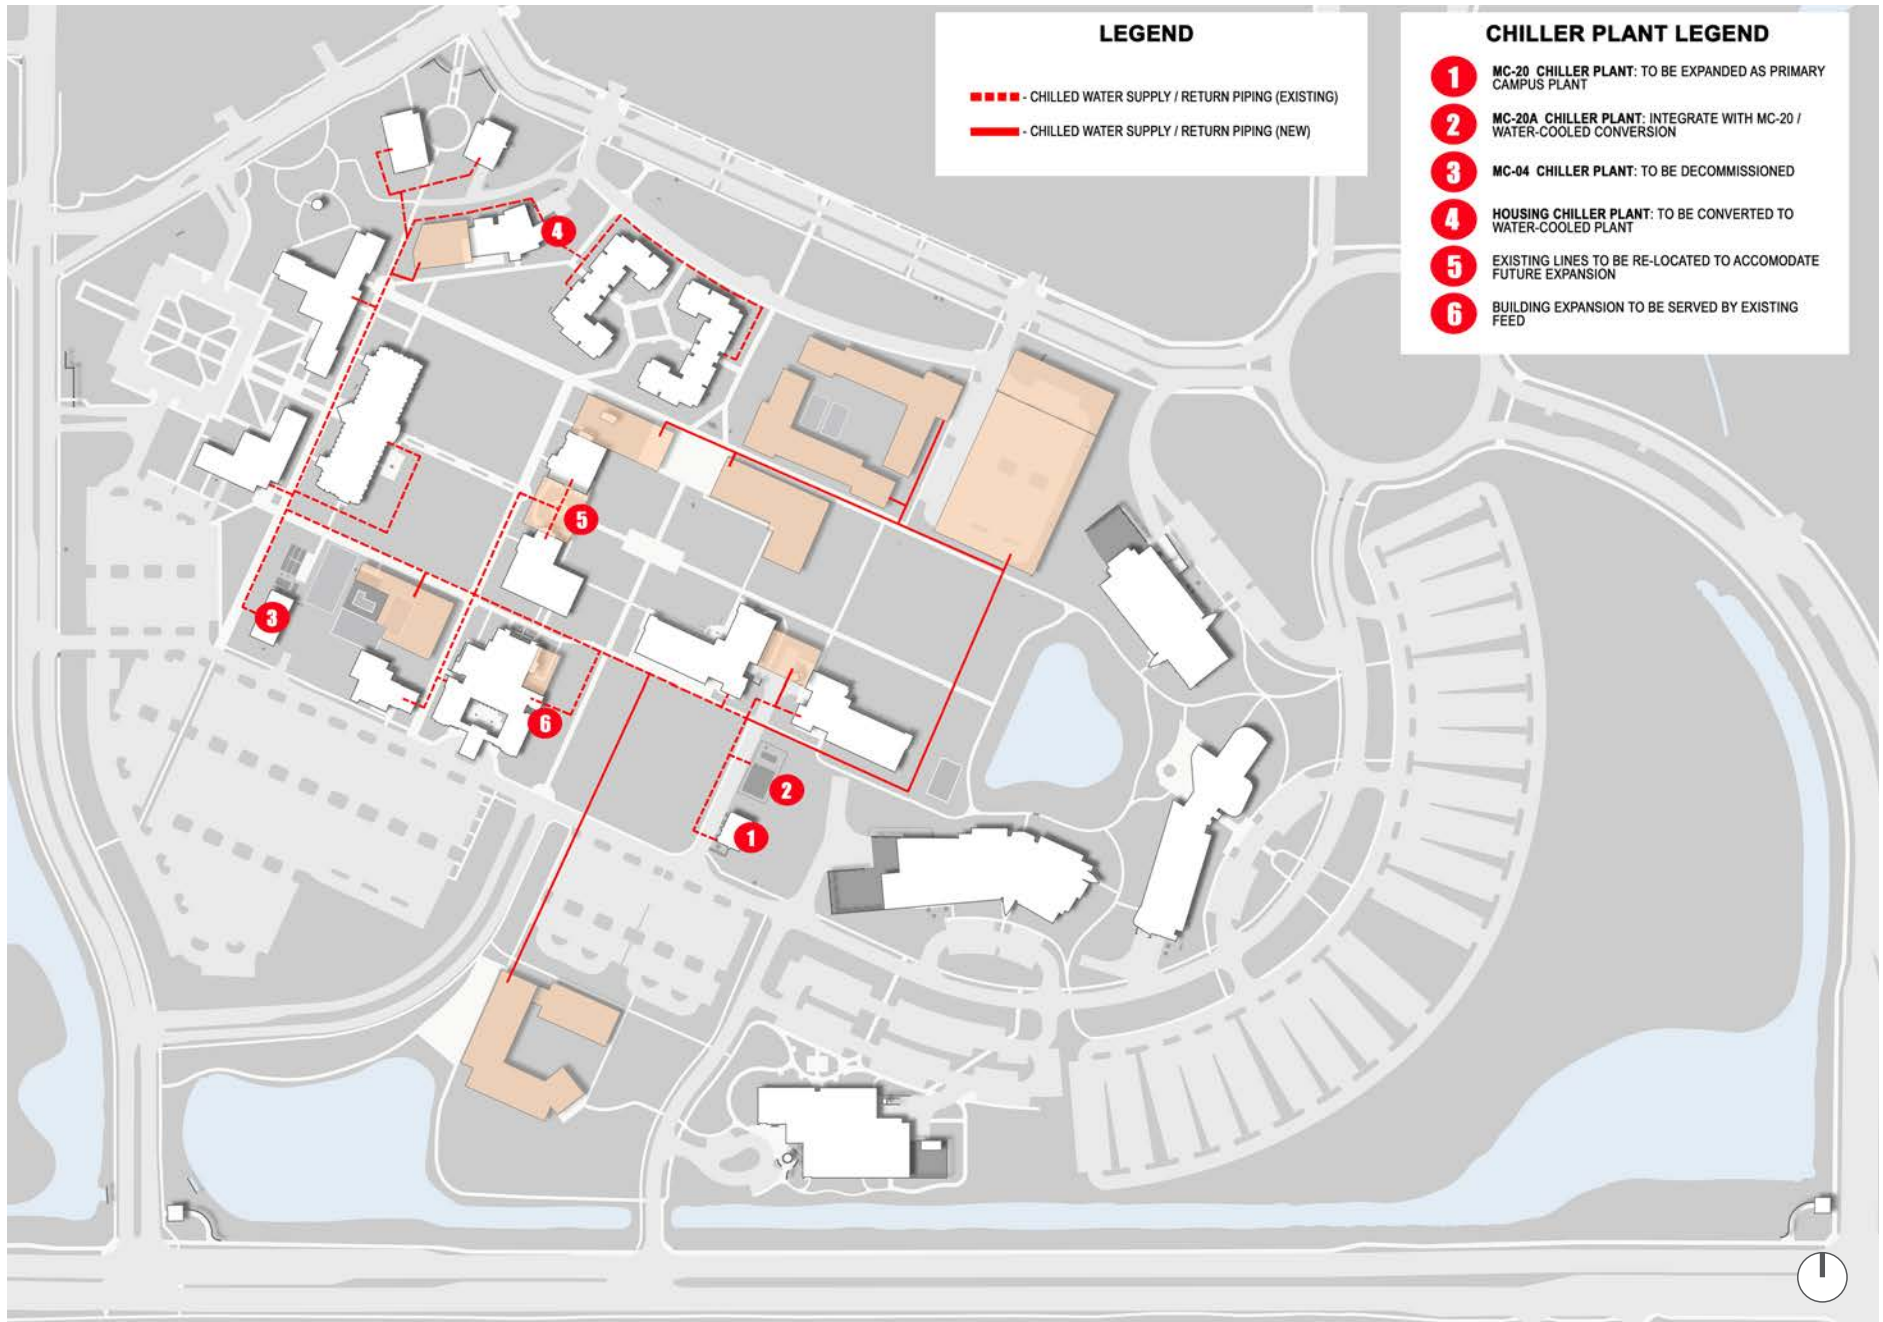 LEGEND
- CHILLED WATER SUPPLY / RETURN PIPING (EXISTING)
- CHILLED WATER SUPPLY / RETURN PIPING (NEW)
CHILLER PLANT LEGEND
1 MC-20 CHILLER PLANT: TO BE EXPANDED AS PRIMARY
CAMPUS PLANT
2 MC-20A CHILLER PLANT: INTEGRATE WITH MC-20 /
WATER-COOLED CONVERSION
3 MC-04 CHILLER PLANT: TO BE DECOMMISSIONED
4 HOUSING CHILLER PLANT: TO BE CONVERTED TO
WATER-COOLED PLANT
5 EXISTING LINES TO BE RE-LOCATED TO ACCOMODATE
FUTURE EXPANSION
6 BUILDING EXPANSION TO BE SERVED BY EXISTING
FEED
4
5
3
6
2
1